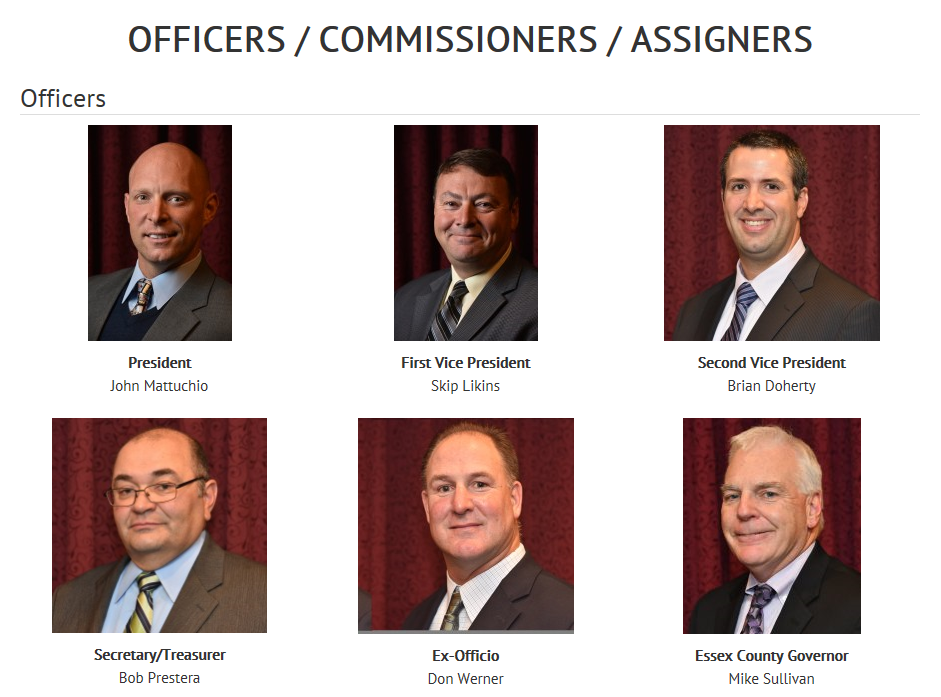 OFFICERS / COMMISSIONERS / ASSIGNERS
Officers
President
John Mattuchio
First Vice President
Skip Likins
Second Vice President
Brian Doherty
Secretary/Treasurer
Bob Prestera
Ex-Officio
Don Werner
Essex County Governor
Mike Sullivan